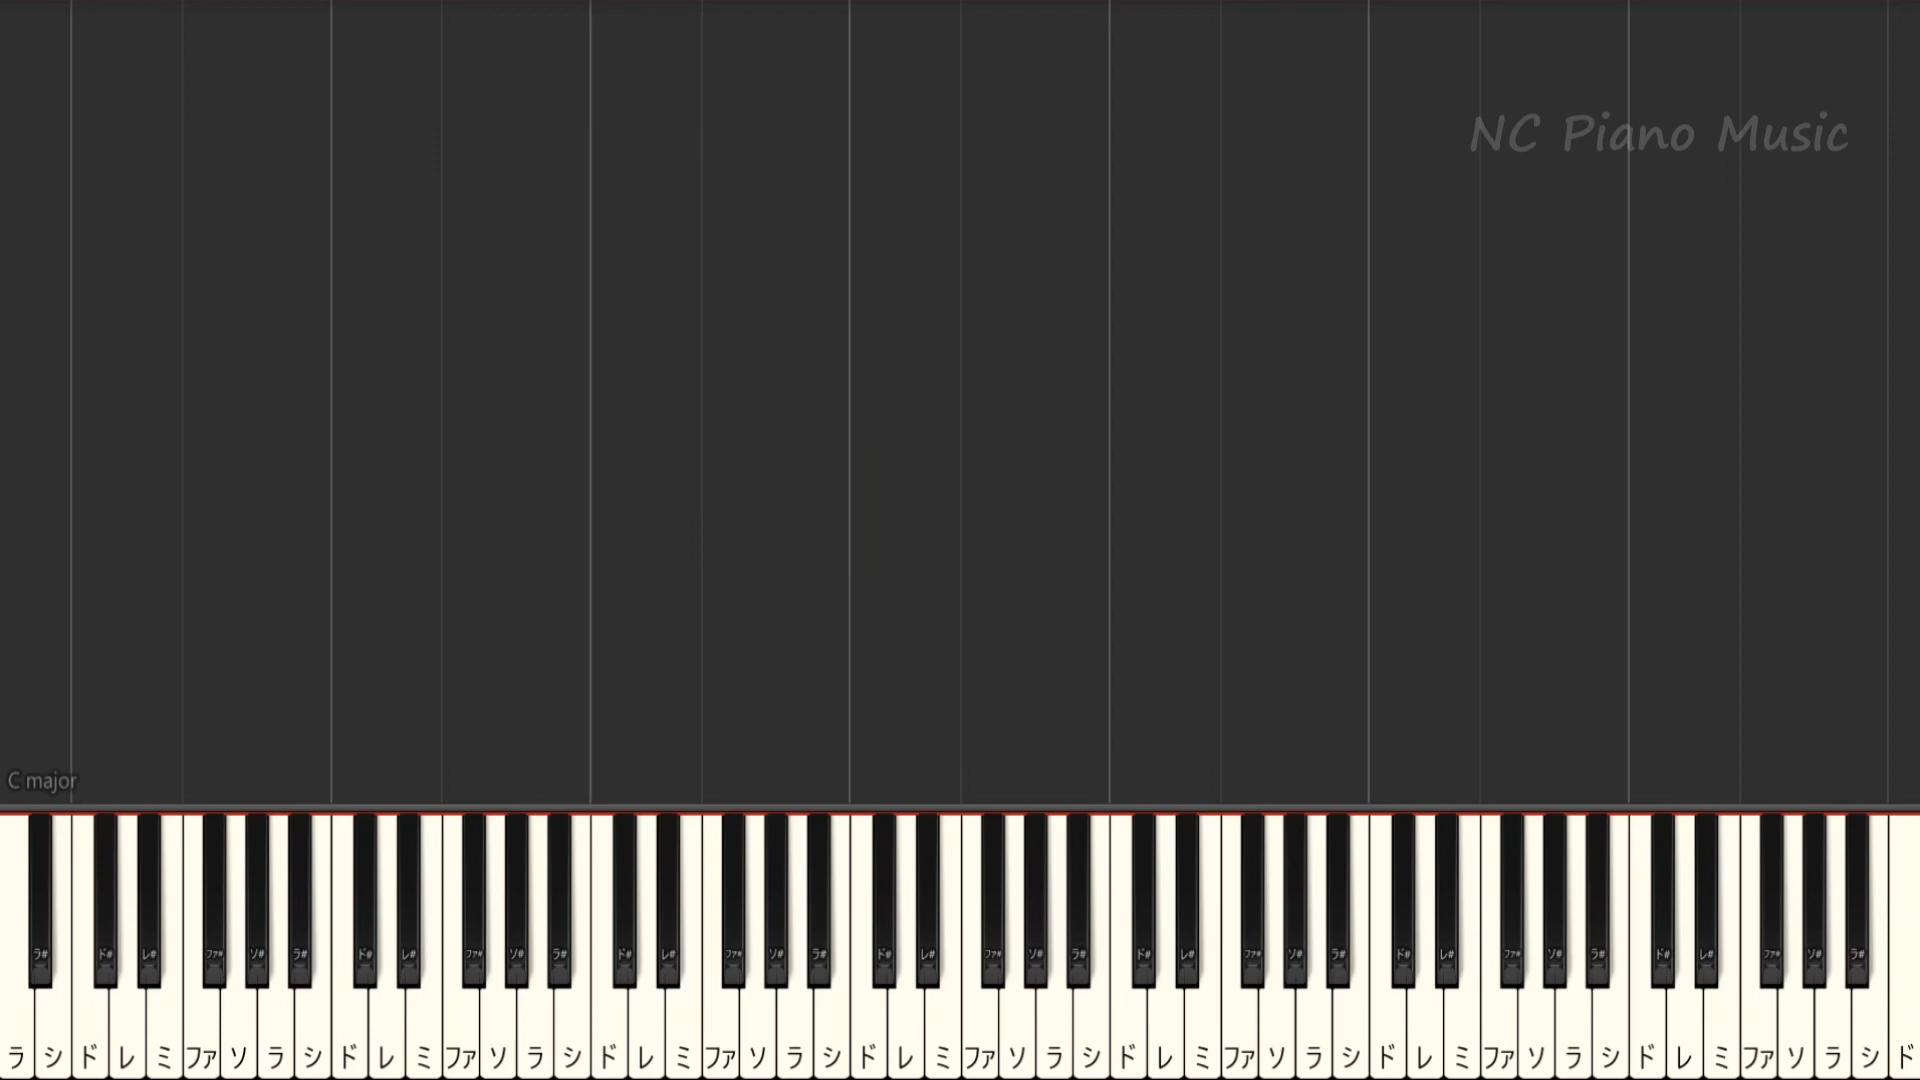 NC Piano Music
C major
ラ# ド# レ# ファ# ソ# ラ# ド# レ# ファ# ソ# ラ# ド# レ# ファ# ソ# ラ# ド# レ# ファ# ソ# ラ# ド# レ# ファ# ソ# ラ# ド# レ# ファ# ソ# ラ# ド# レ# ファ# ソ# ラ#
ラ シ ド レ ミ ファ ソ ラ シ ド レ ミ ファ ソ ラ シ ド レ ミ ファ ソ ラ シ ド レ ミ ファ ソ ラ シ ド レ ミ ファ ソ ラ シ ド レ ミ ファ ソ ラ シ ド レ ミ ファ ソ ラ シ ド